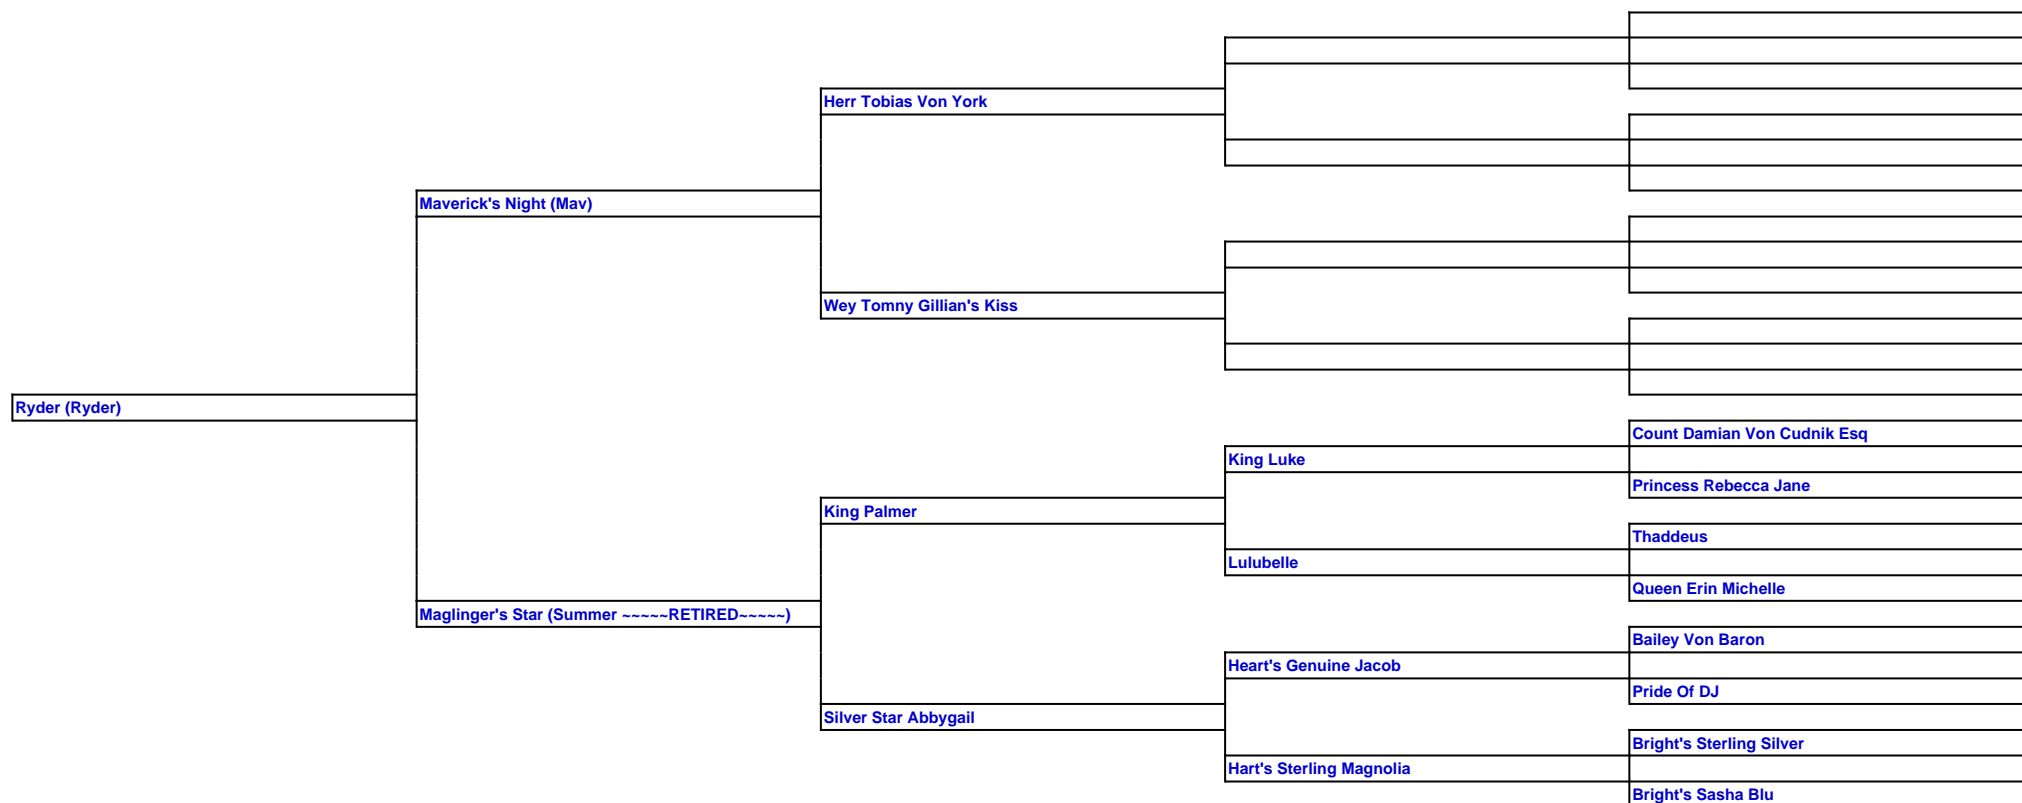 Herr Tobias Von York
Maverick's Night (Mav)
Wey Tomny Gillian's Kiss
Ryder (Ryder)
Count Damian Von Cudnik Esq
King Luke
Princess Rebecca Jane
King Palmer
Thaddeus
Lulubelle
Queen Erin Michelle
Maglinger's Star (Summer ~~~~~RETIRED~~~~~)
Bailey Von Baron
Heart's Genuine Jacob
Pride Of DJ
Silver Star Abbygail
Bright's Sterling Silver
Hart's Sterling Magnolia
Bright's Sasha Blu